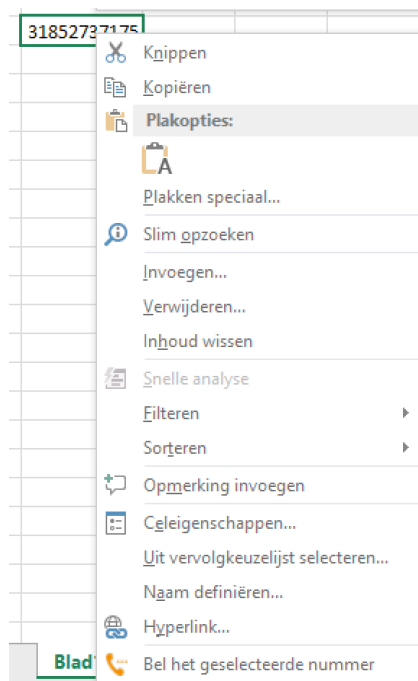 31852737175
Knippen
Kopiëren
Plakopties:
A
Plakken speciaal...
Slim opzoeken
Invoegen...
Verwijderen...
Inhoud wissen
Snelle analyse
Filteren
Sorteren
Opmerking invoegen
Celeigenschappen...
Uit vervolgkeuzelijst selecteren...
Naam definiëren...
Hyperlink...
Blad
Bel het geselecteerde nummer